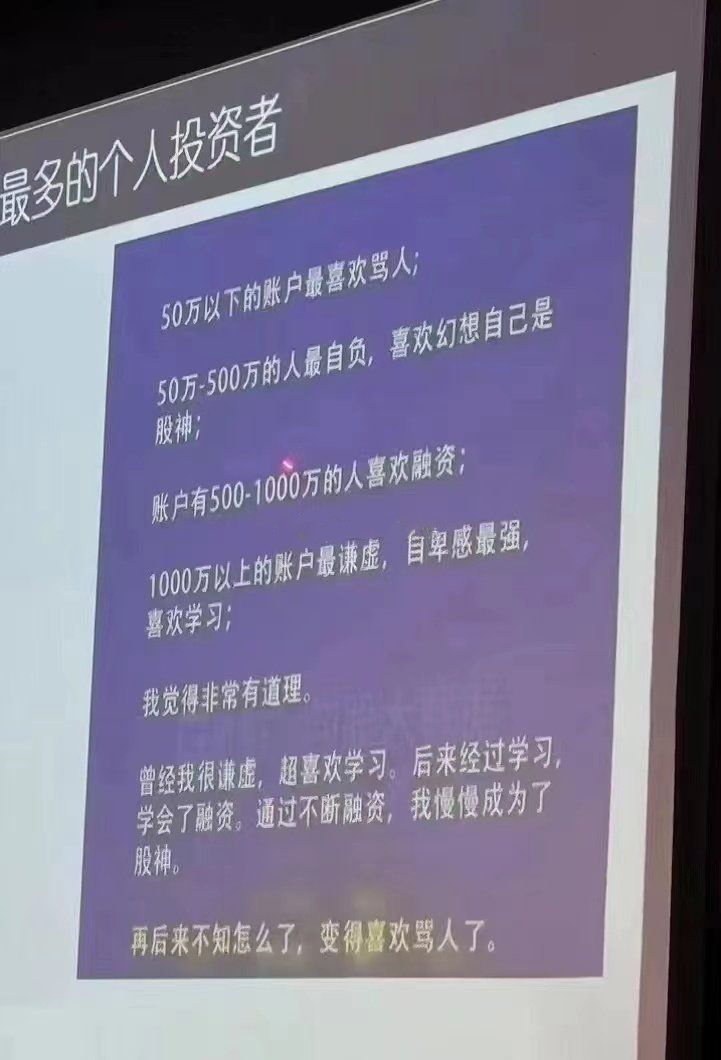 最多的个人投资者
50万以下的账户最喜欢骂人;
50万-500万的人最自负，喜欢幻想自己是
股神;
账户有500-1000万的人喜欢融资;
1000万以上的账户最谦虚，自卑感最强,
喜欢学习;
我觉得非常有道理。
曾经我很谦虚，超喜欢学习。后来经过学习,
学会了融资。通过不断融资，我慢慢成为了
股神。
再后来不知怎么了, 变得喜欢骂人了。